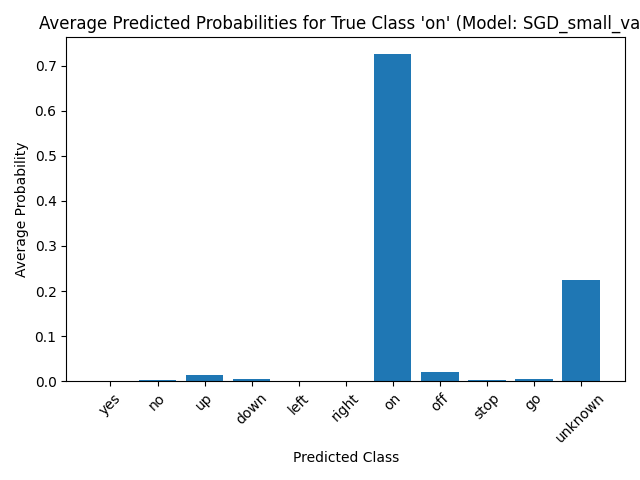 Average Predicted Probabilities for True Class 'on' (Model: SGD_small_va
0.7
0.6
0.5
0.4
0.3
0.2
0.1
0.0
Average Probability
yes
no
up
down
left
right
on
off
stop
go
unknown
Predicted Class